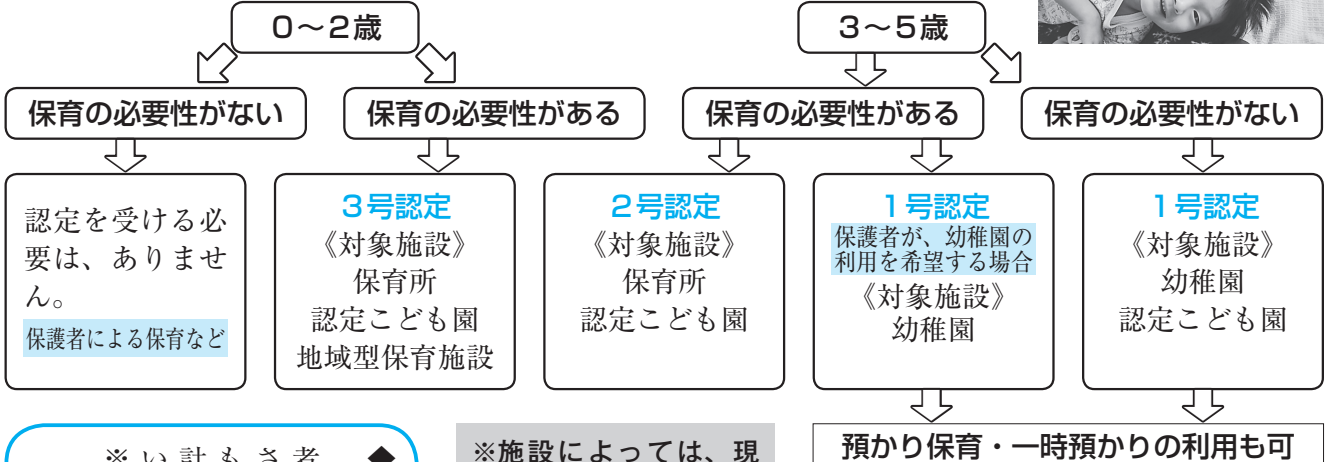 0～2歳
3～5歳
保育の必要性がない
保育の必要性がある
保育の必要性がある
保育の必要性がない
認定を受ける必
要は、ありませ
ん。
保護者による保育など
3号認定
《対象施設》
保育所
認定こども園
地域型保育施設
2号認定
《対象施設》
保育所
認定こども園
1号認定
保護者が、幼稚園の
利用を希望する場合
《対象施設》
幼稚園
1号認定
《対象施設》
幼稚園
認定こども園
預かり保育・一時預かりの利用も可
※施設によっては、現
◆
者
さ
も
計
い
※